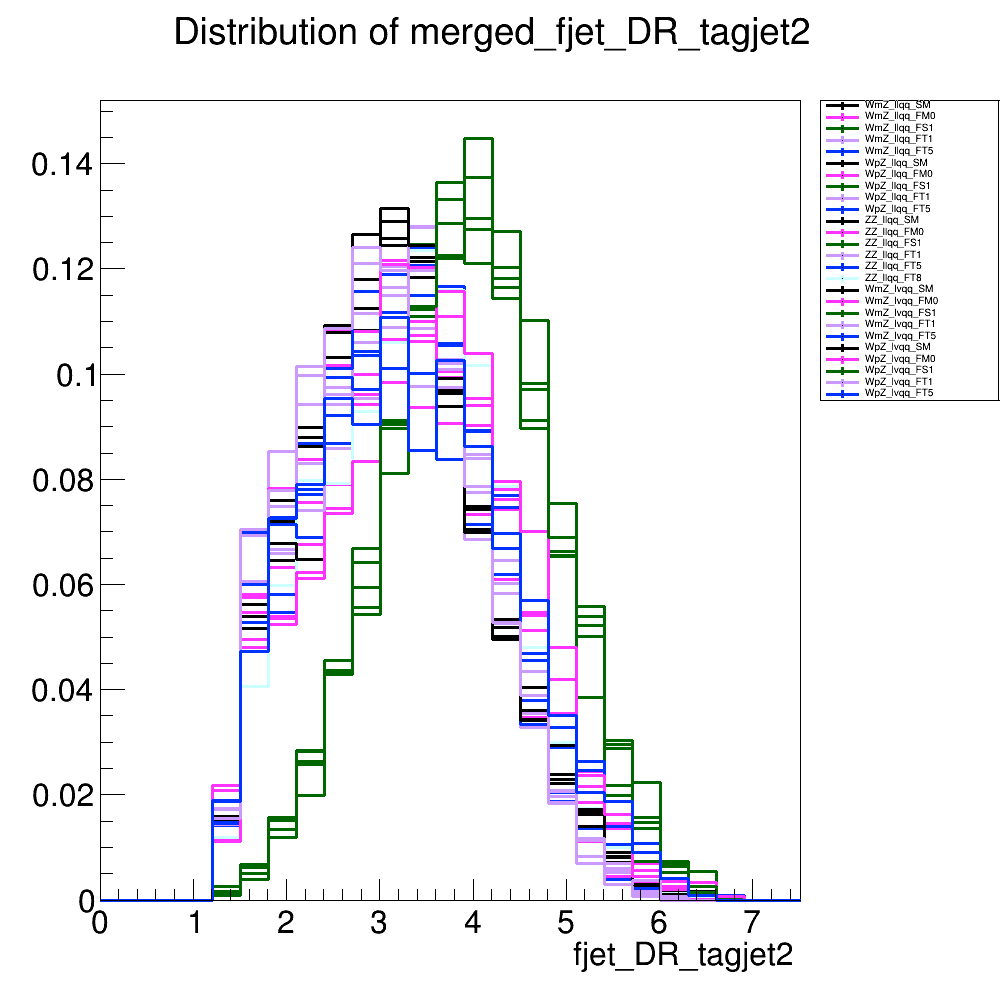 Distribution of merged_fjet_DR_tagjet2
WmZ_llqq_SM
WmZ_llqq_FM0
WmZ_llqq_FS1
WmZ_llqq_FT1
WmZ_llqq_FT5
WpZ_llqq_SM
WpZ_llqq_FM0
WpZ_llqq_FS1
WpZ_llqq_FT1
WpZ_llqq_FT5
ZZ_llqq_SM
ZZ_llqq_FM0
ZZ_llqq_FS1
ZZ_llqq_FT1
ZZ_llqq_FT5
ZZ_llqq_FT8
WmZ_lvqq_SM
WmZ_lvqq_FM0
WmZ_lvqq_FS1
WmZ_lvqq_FT1
WmZ_lvqq_FT5
WpZ_lvqq_SM
WpZ_lvqq_FM0
WpZ_lvqq_FS1
WpZ_lvqq_FT1
WpZ_lvqq_FT5
0.14
0.12
0.1
0.08
0.06
0.04
0.02
0
0 1 2 3 4 5 6 7
fjet_DR_tagjet2